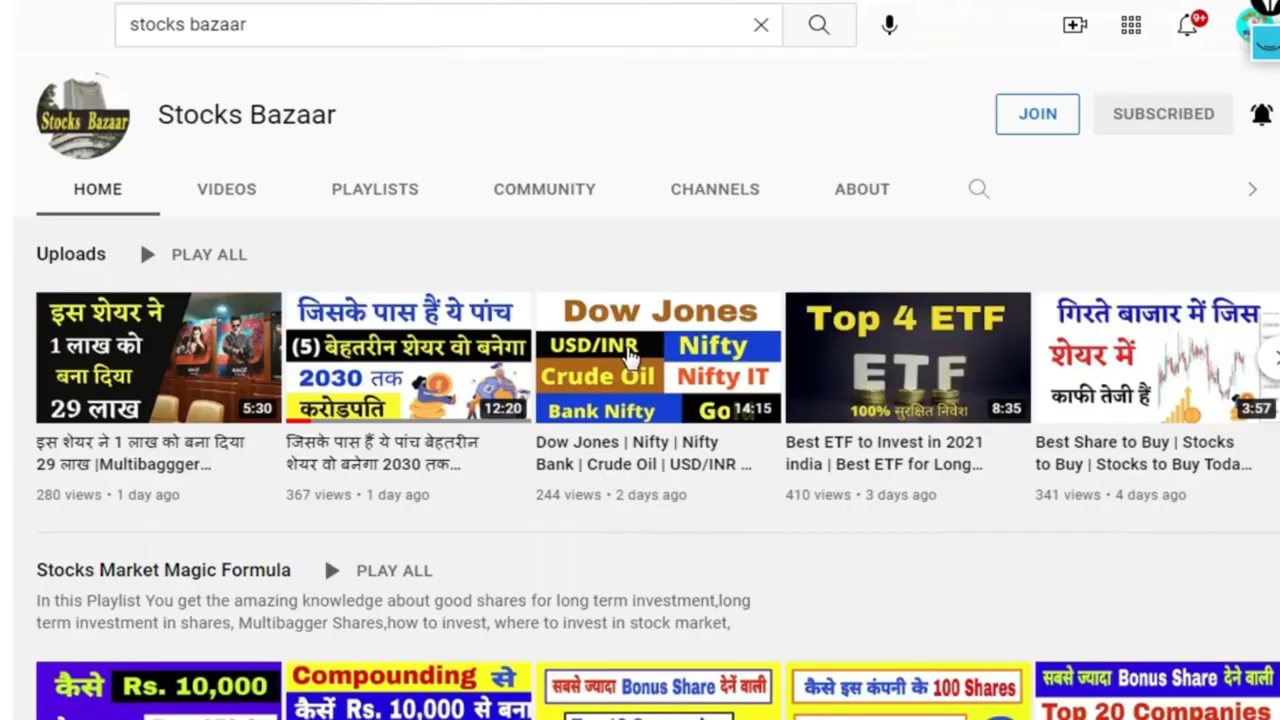 stocks bazaar
9+
Stocks Bazaar
Stocks Bazaar
JOIN
SUBSCRIBED
HOME
VIDEOS
PLAYLISTS
COMMUNITY
CHANNELS
ABOUT
Uploads
PLAY ALL
इस शेयर ने
1 लाख को
बना दिया
29 लाख
5:30
जिसके पास हैं ये पांच
(5) बेहतरीन शेयर वो बनेगा
2030 तक
करोडपति
12:20
Dow Jones
USD/INR
Nifty
Crude Oil
Nifty IT
Bank Nifty
Go
14:15
Top 4 ETF
ETF
100% सुरक्षित निवेश
8:35
गिरते बाजार में जिस
शेयर में
काफी तेजी हैं
3:57
इस शेयर ने 1 लाख को बना दिया
29 लाख |Multibaggger...
280 views • 1 day ago
जिसके पास हैं ये पांच बेहतरीन
शेयर वो बनेगा 2030 तक...
367 views • 1 day ago
Dow Jones | Nifty | Nifty
Bank | Crude Oil | USD/INR ...
244 views • 2 days ago
Best ETF to Invest in 2021
india | Best ETF for Long...
410 views • 3 days ago
Best Share to Buy | Stocks
to Buy | Stocks to Buy Toda...
341 views • 4 days ago
Stocks Market Magic Formula
PLAY ALL
In this Playlist You get the amazing knowledge about good shares for long term investment,long
term investment in shares, Multibagger Shares,how to invest, where to invest in stock market,
कैसे Rs. 10,000
Compounding से
कैसें Rs. 10,000 से बना
सबसे ज्यादा Bonus Share देनें वाली
कैसे इस कंपनी के 100 Shares
सबसे ज्यादा Bonus Share देने वाली
Top 20 Companies